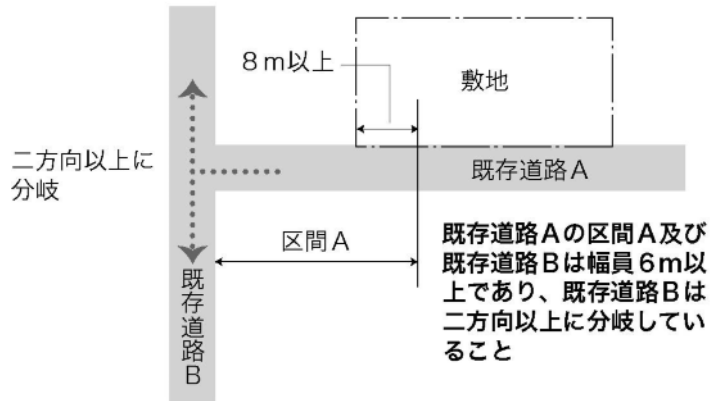 8m以上
敷地
二方向以上に
分岐
既存道路A
区間A
既存道路Aの区間A及び
既存道路Bは幅員6m以
上であり、既存道路Bは
二方向以上に分岐してい
ること
既存道路B